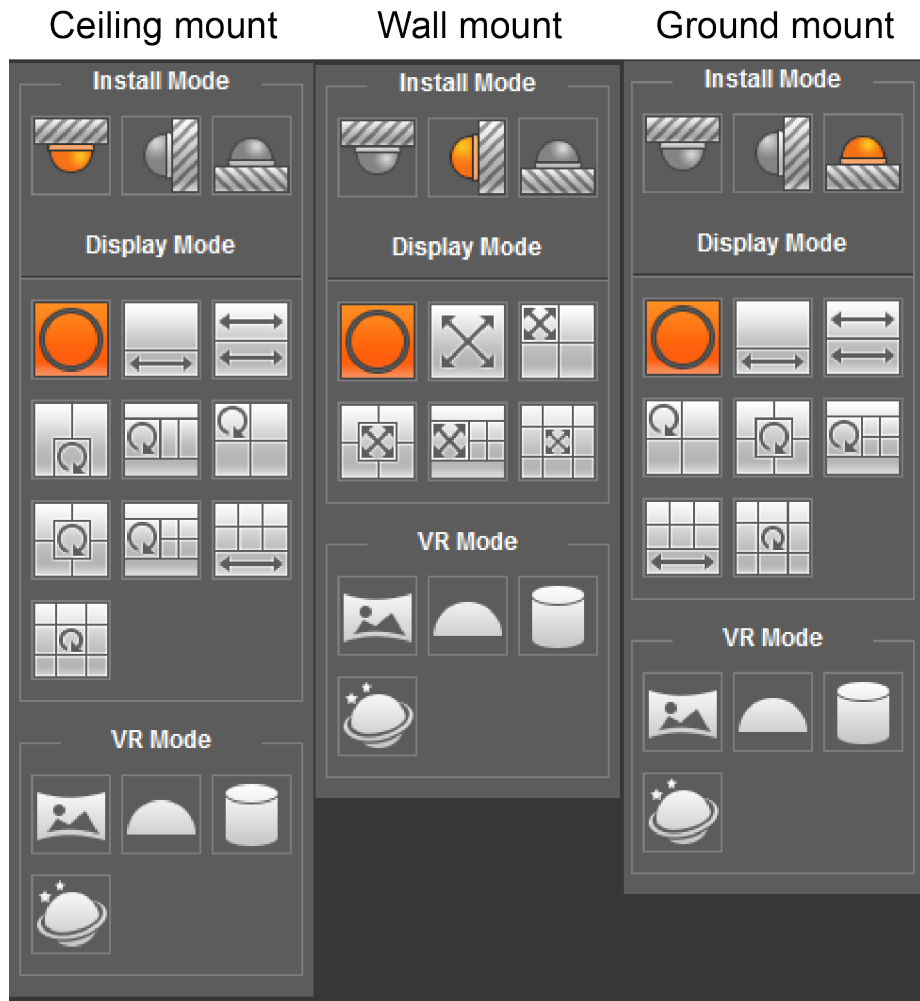 Ceiling mount
Install Mode
Display Mode
VR Mode
Wall mount
Install Mode
Display Mode
VR Mode
Ground mount
Install Mode
Display Mode
VR Mode